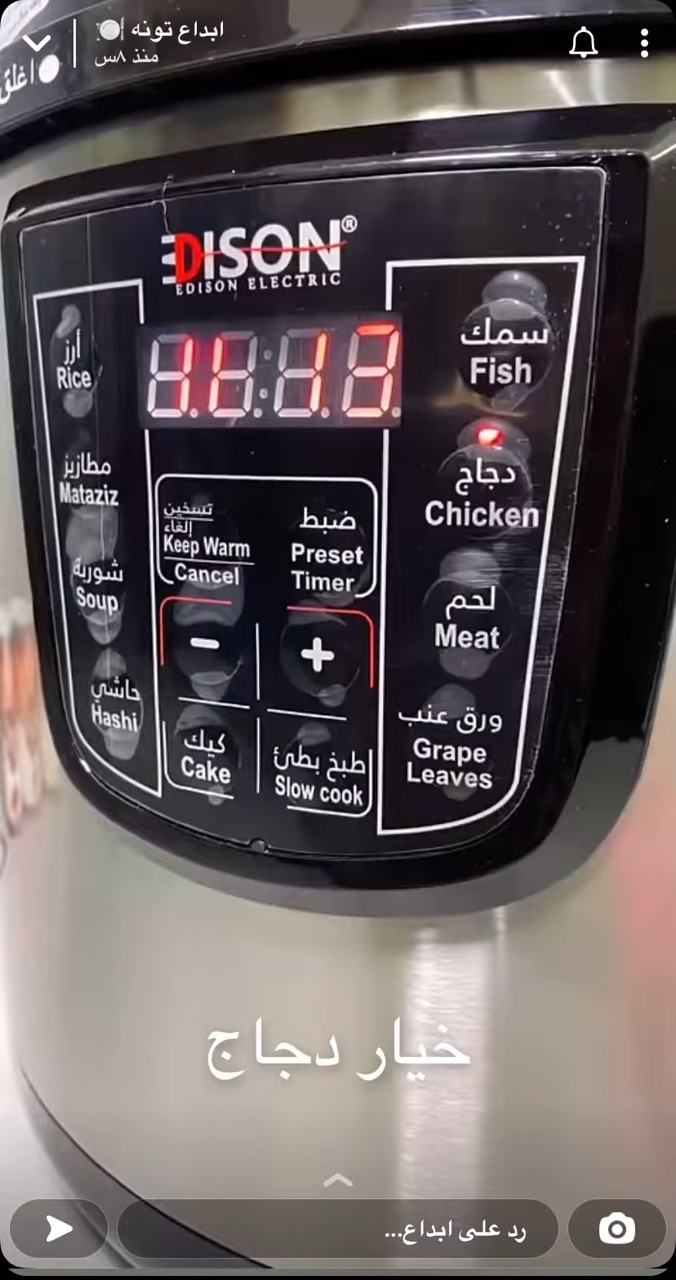 ابداع تونه
منذ ٨س
اغلق
EDISON®
EDISON ELECTRIC
أرز
Rice
مطازيز
Mataziz
شوربة
Soup
حاشي
Hashi
تسخين
إلغاء
Keep Warm
Cancel
ضبط
Preset
Timer
-
+
كيك
Cake
طبخ بطئ
Slow cook
سمك
Fish
دجاج
Chicken
لحم
Meat
ورق عنب
Grape
Leaves
خيار دجاج
رد على ابداع...